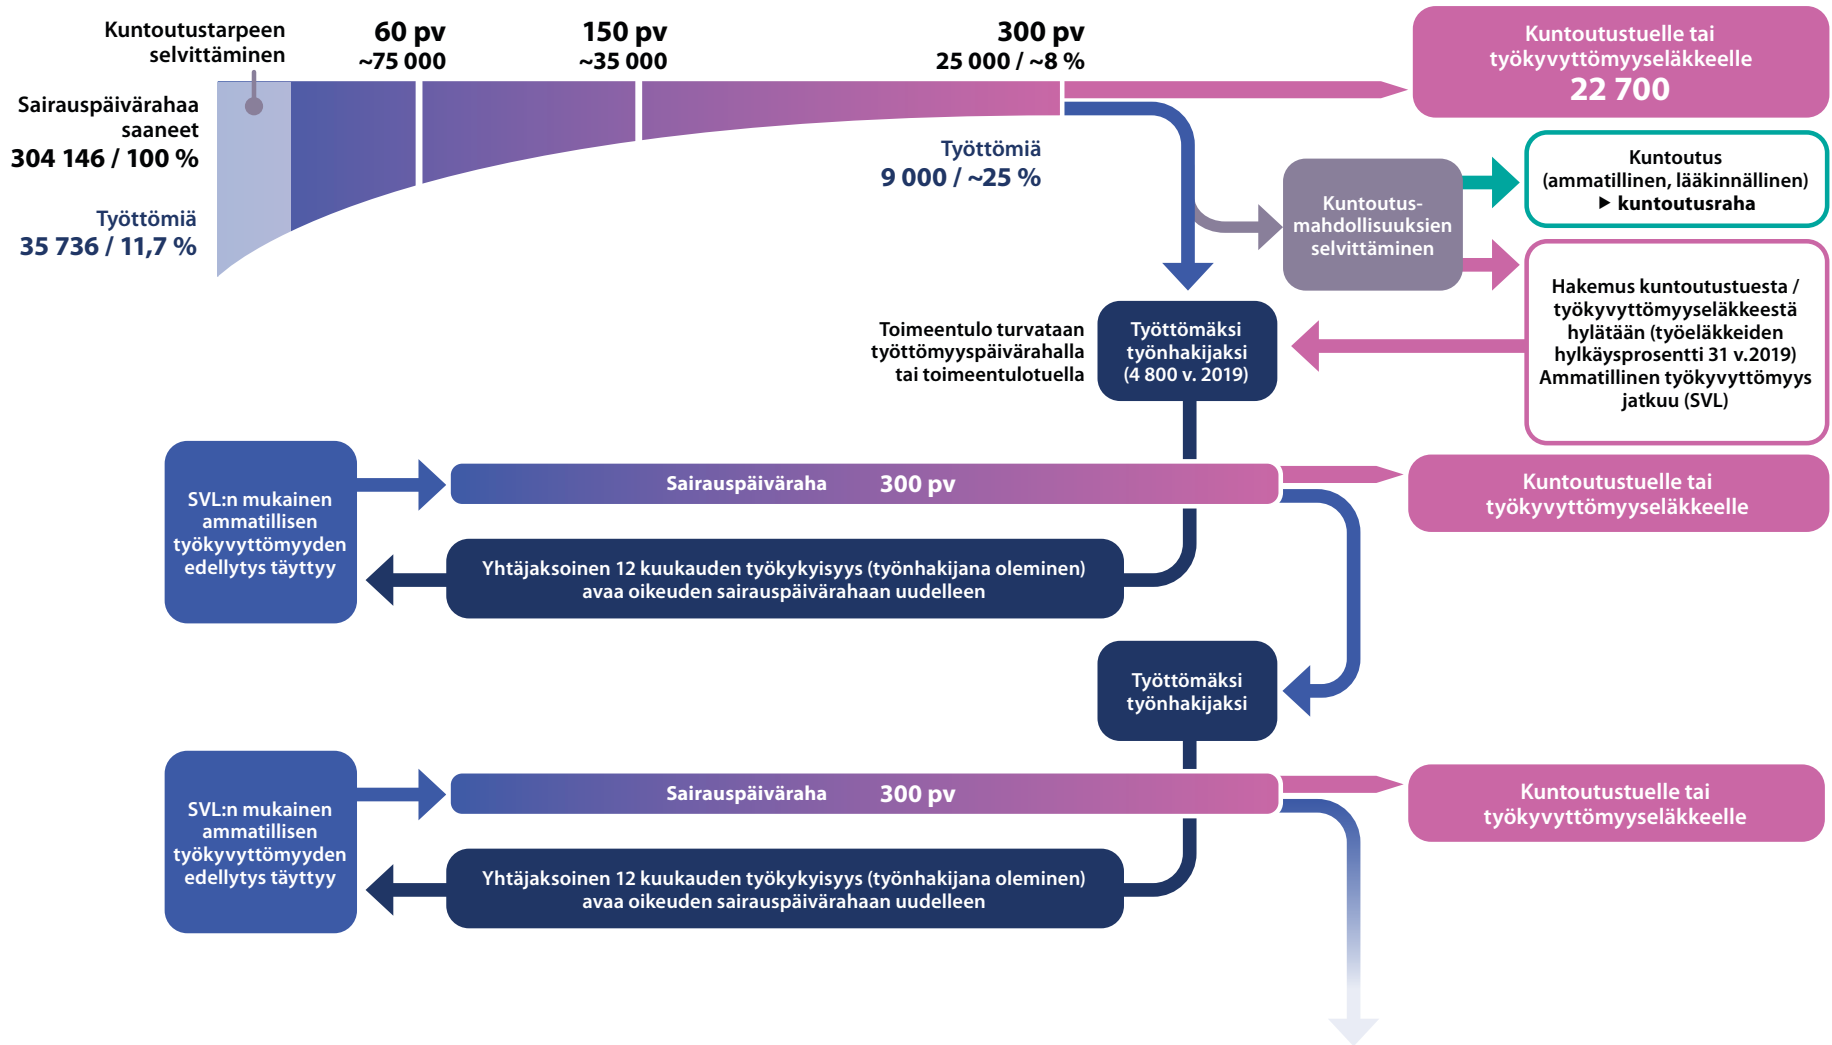 Kuntoutustarpeen
selvittäminen
60 pv
~75 000
150 pv
~35 000
300 pv
25 000 / ~8 %
Kuntoutustuelle tai
työkyvyttömyyseläkkeelle
22 700
Sairauspäivärahaa
saaneet
304 146 / 100 %
Työttömiä
35 736 / 11,7 %
Työttömiä
9 000 / ~25 %
Kuntoutus-
mahdollisuuksien
selvittäminen
Kuntoutus
(ammatillinen, lääkinnällinen)
▶ kuntoutusraha
Hakemus kuntoutustuesta /
työkyvyttömyyseläkkeestä
hylätään (työeläkkeiden
hylkäysprosentti 31 v.2019)
Ammatillinen työkyvyttömyys
jatkuu (SVL)
Toimeentulo turvataan
työttömyyspäivärahalla
tai toimeentulotuella
Työttömäksi
työnhakijaksi
(4 800 v. 2019)
SVL:n mukainen
ammatillisen
työkyvyttömyyden
edellytys täyttyy
Sairauspäiväraha 300 pv
Kuntoutustuelle tai
työkyvyttömyyseläkkeelle
Yhtäjaksoinen 12 kuukauden työkykyisyys (työnhakijana oleminen)
avaa oikeuden sairauspäivärahaan uudelleen
Työttömäksi
työnhakijaksi
SVL:n mukainen
ammatillisen
työkyvyttömyyden
edellytys täyttyy
Sairauspäiväraha 300 pv
Kuntoutustuelle tai
työkyvyttömyyseläkkeelle
Yhtäjaksoinen 12 kuukauden työkykyisyys (työnhakijana oleminen)
avaa oikeuden sairauspäivärahaan uudelleen